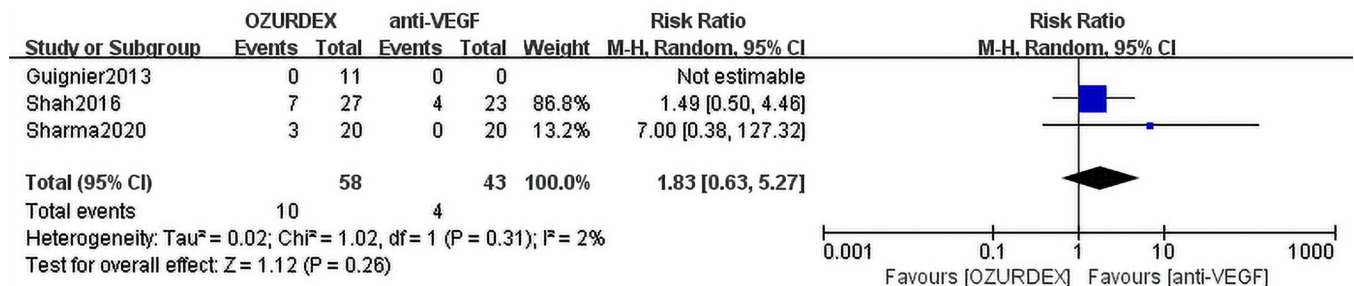 OZURDEX anti-VEGF Risk Ratio Risk Ratio
Study or Subgroup Events Total Events Total Weight M-H, Random, 95% CI M-H, Random, 95% CI
Guignier2013 0 11 0 0 Not estimable
Shah2016 7 27 4 23 86.8% 1.49 [0.50, 4.46]
Sharma2020 3 20 0 20 13.2% 7.00 [0.38, 127.32]
Total (95% CI) 58 43 100.0% 1.83 [0.63, 5.27]
Total events 10 4
Heterogeneity: Tau² = 0.02; Chi² = 1.02, df = 1 (P = 0.31); I² = 2%
Test for overall effect: Z = 1.12 (P = 0.26)
0.001 0.1 1 10 1000
Favours [OZURDEX] Favours [anti-VEGF]